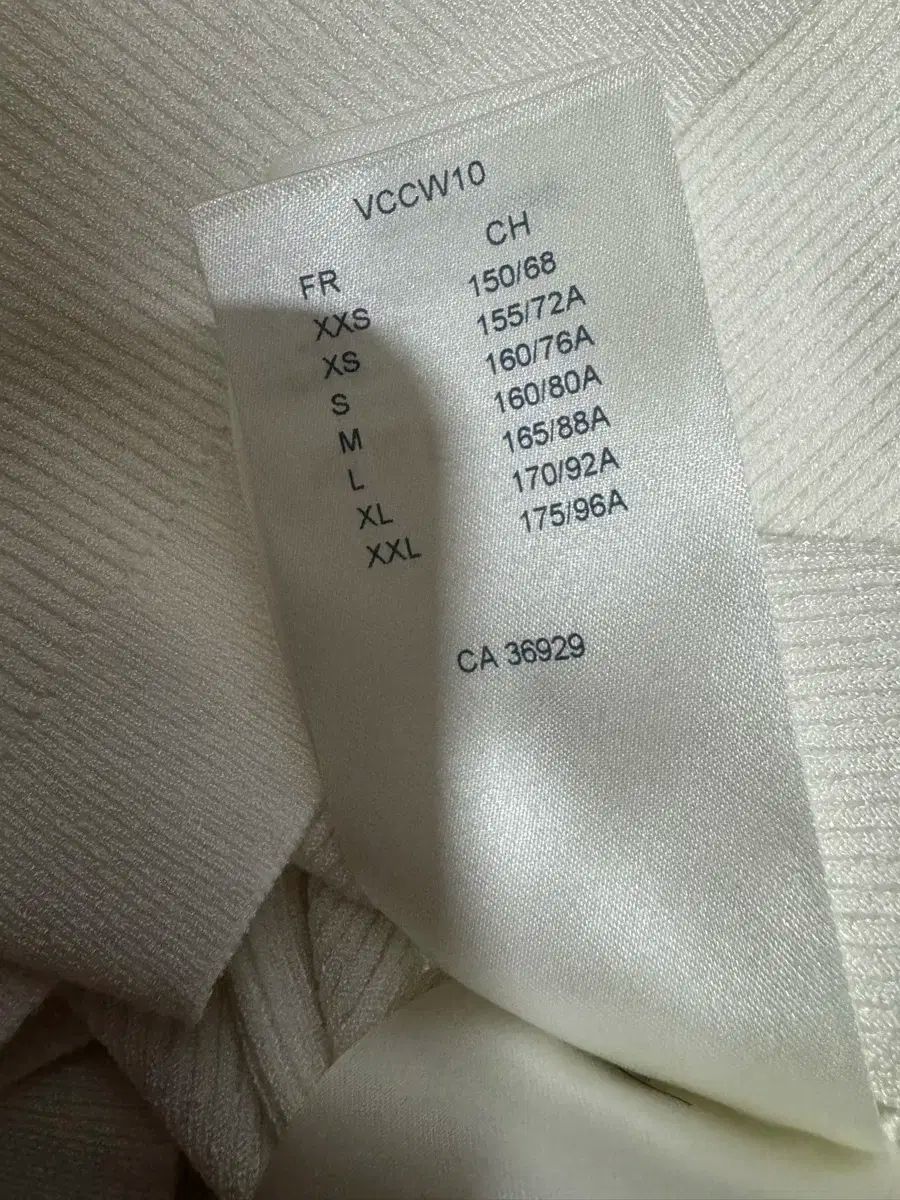 VCCW10
FR CH
XXS 150/68
XS 155/72A
S 160/76A
M 160/80A
L 165/88A
XL 170/92A
XXL 175/96A
CA 36929